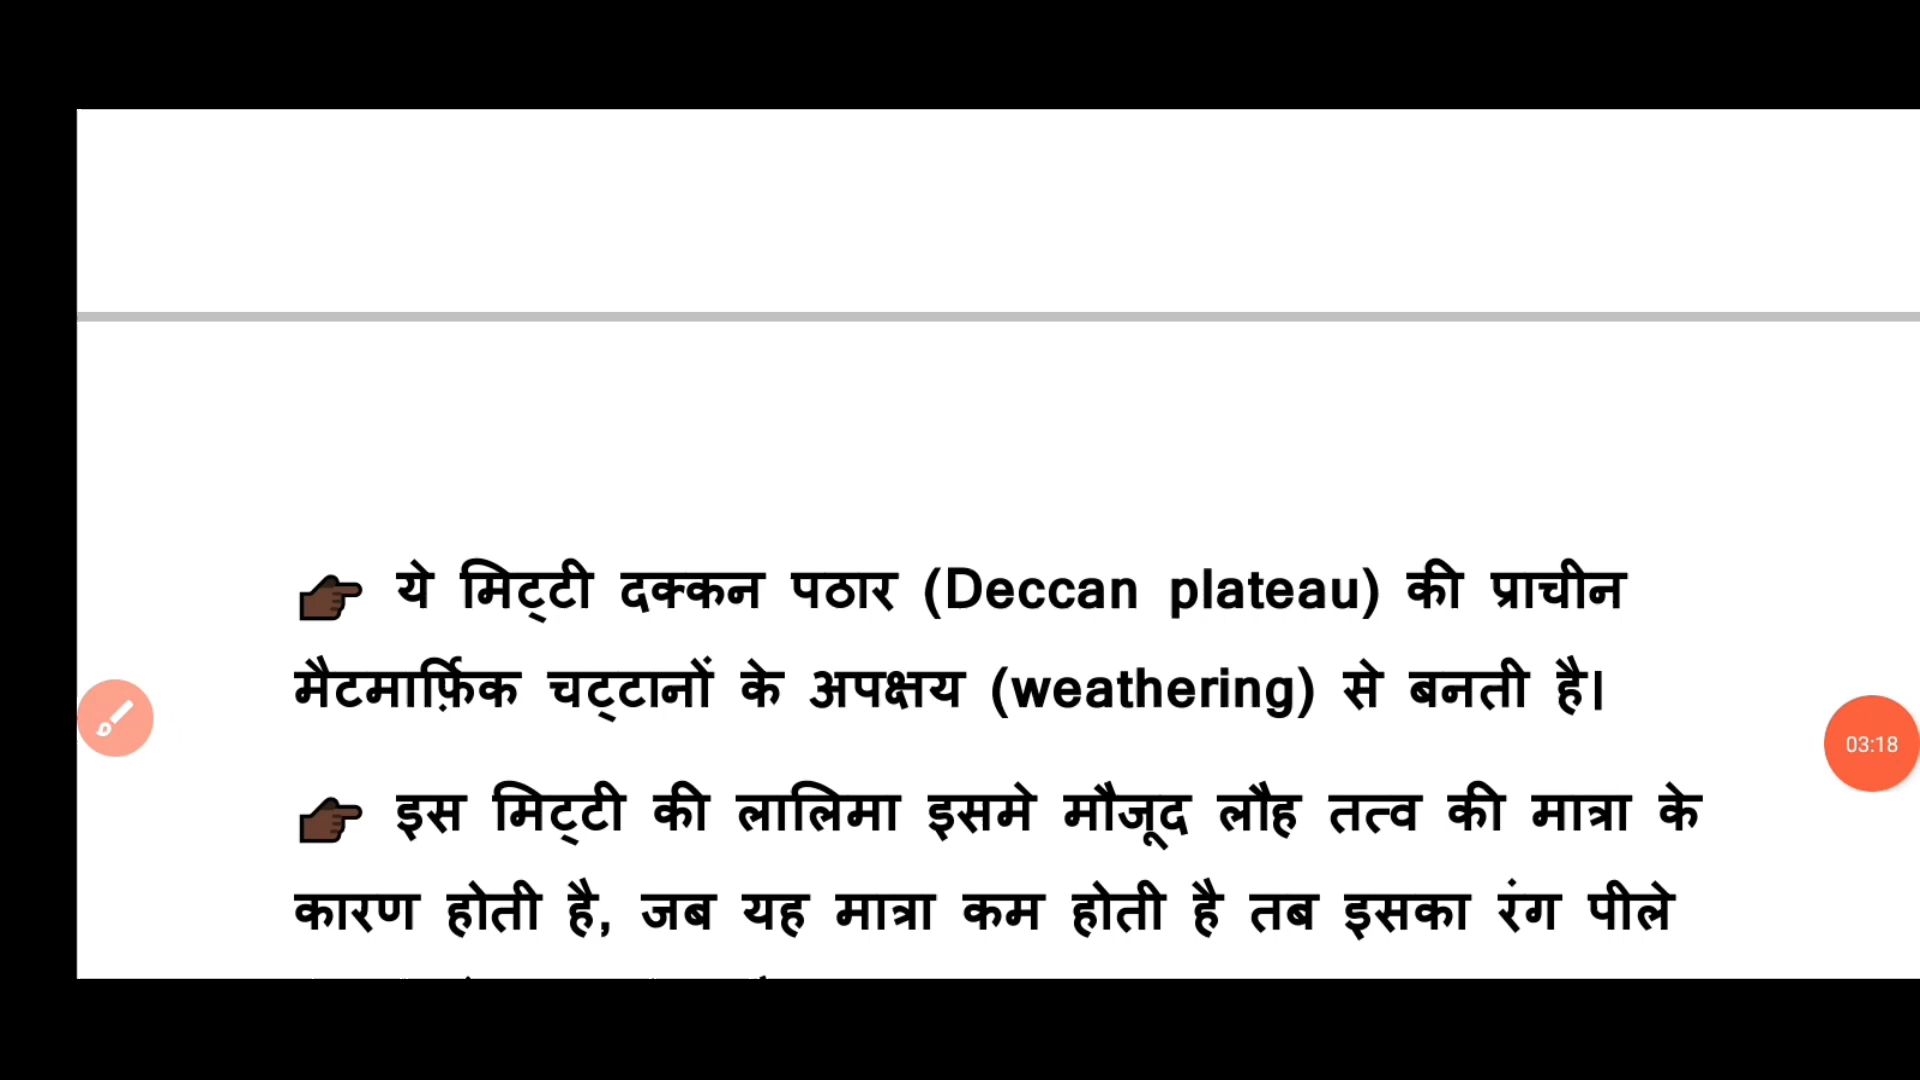 👉🏿 ये मिट्टी दक्कन पठार (Deccan plateau) की प्राचीन
मैटमार्फ़िक चट्टानों के अपक्षय (weathering) से बनती है।
👉🏿 इस मिट्टी की लालिमा इसमे मौजूद लौह तत्व की मात्रा के
कारण होती है, जब यह मात्रा कम होती है तब इसका रंग पीले
03:18